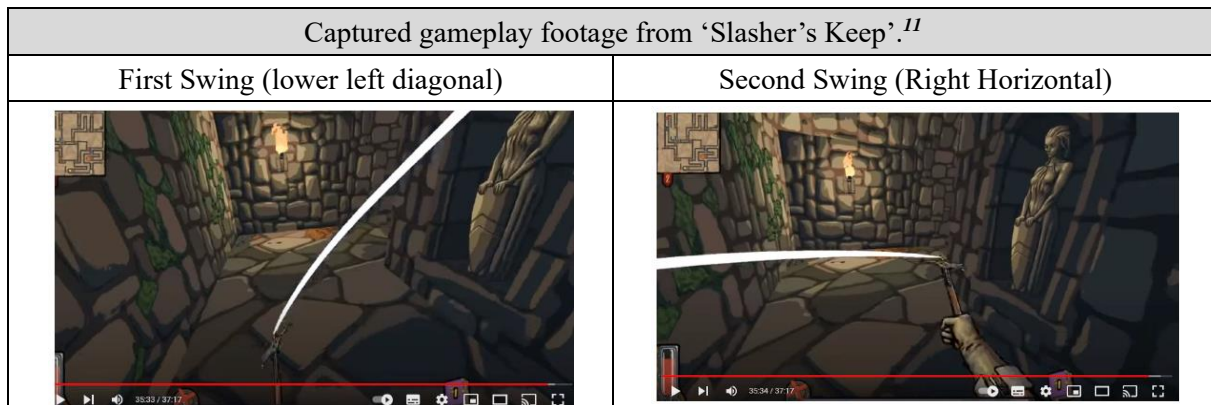 Captured gameplay footage from ‘Slasher’s Keep’.11
First Swing (lower left diagonal)
Second Swing (Right Horizontal)
35:33 / 37:17
35:34 / 37:17